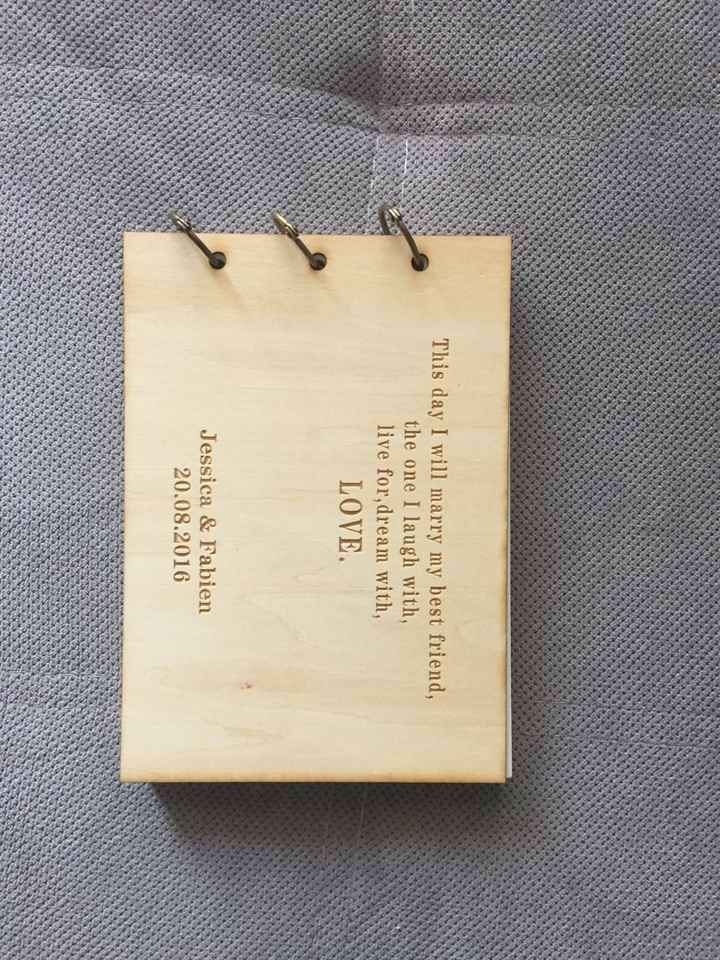 This day I will marry my best friend,
the one I laugh with,
live for,dream with,
LOVE.
Jessica & Fabien
20.08.2016